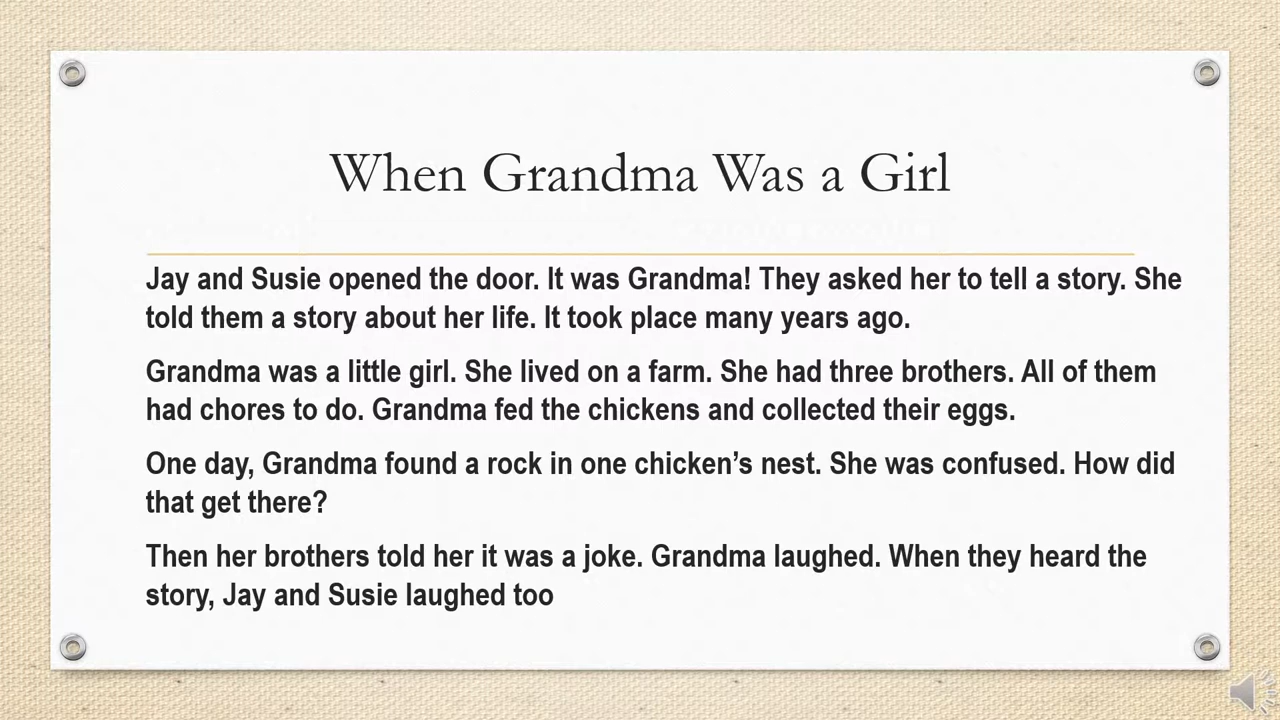 When Grandma Was a Girl
Jay and Susie opened the door. It was Grandma! They asked her to tell a story. She
told them a story about her life. It took place many years ago.
Grandma was a little girl. She lived on a farm. She had three brothers. All of them
had chores to do. Grandma fed the chickens and collected their eggs.
One day, Grandma found a rock in one chicken’s nest. She was confused. How did
that get there?
Then her brothers told her it was a joke. Grandma laughed. When they heard the
story, Jay and Susie laughed too